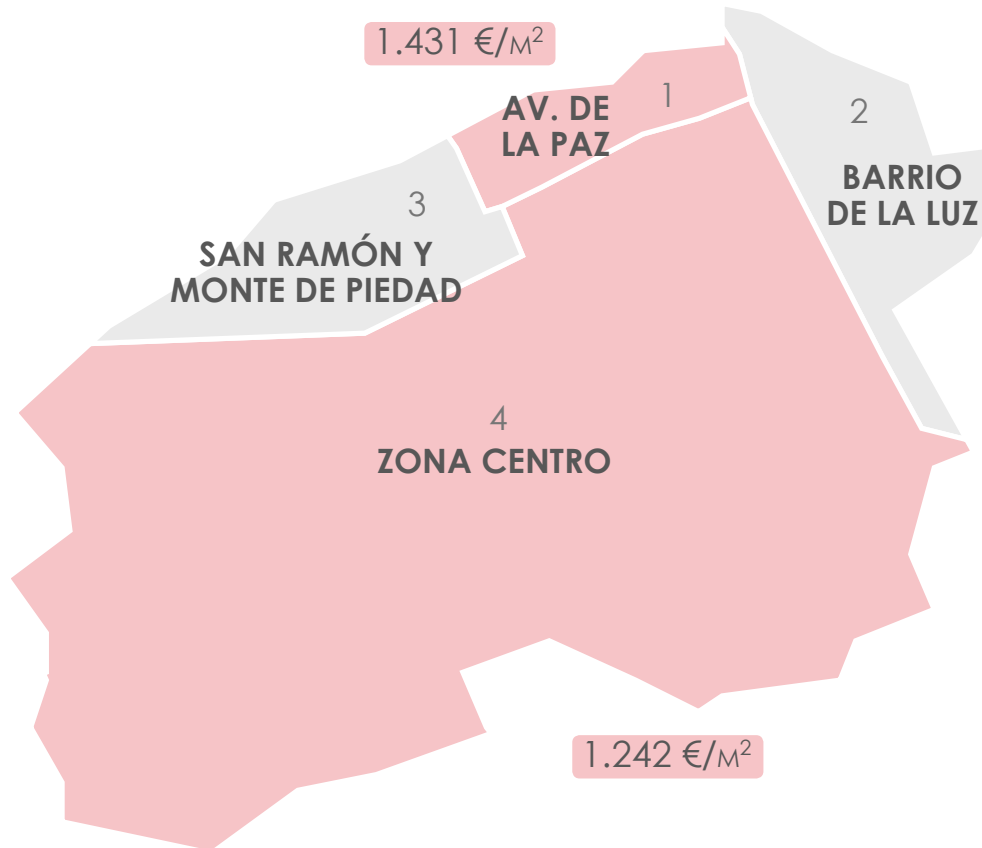 1.431 €/M²
1
AV. DE
LA PAZ
2
BARRIO
DE LA LUZ
3
SAN RAMÓN Y
MONTE DE PIEDAD
4
ZONA CENTRO
1.242 €/M²